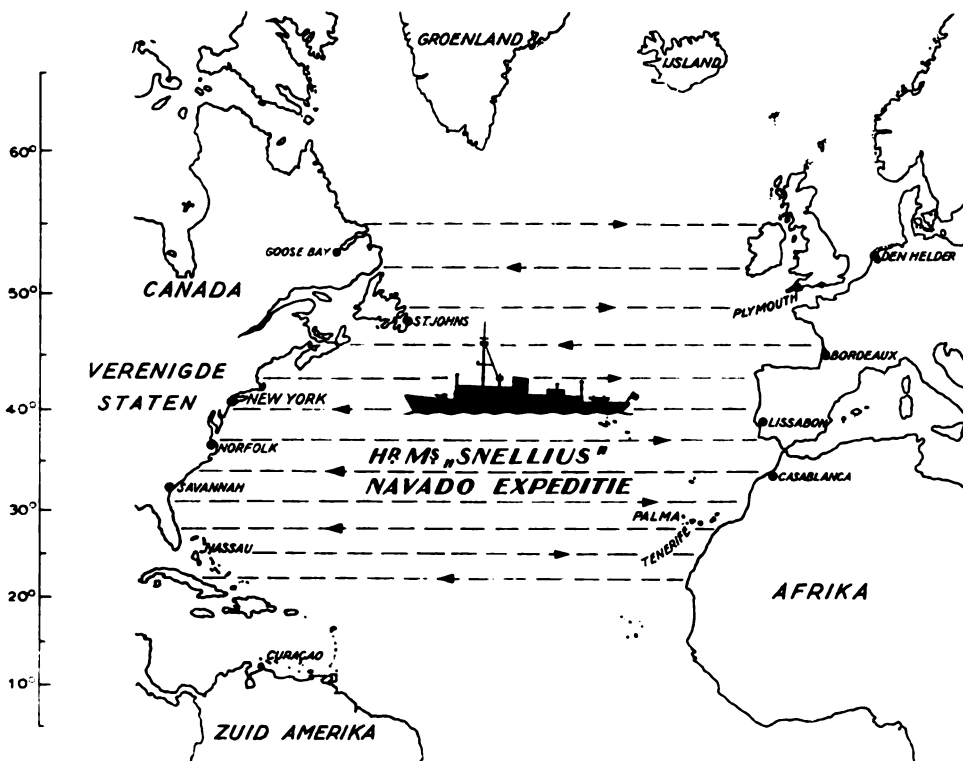 GROENLAND
IJSLAND
60°
GOOSE BAY
DEN HELDER
CANADA
50°
PLYMOUTH
ST. JOHNS
BORDEAUX
VERENIGDE
STATEN
NEW YORK
40°
LISSABON
NORFOLK
Hr. Ms. „SNELLIUS"
NAVADO EXPEDITIE
CASABLANCA
SAVANNAH
30°
PALMA
TENERIFE
NASSAU
AFRIKA
20°
CURAÇAO
10°
ZUID AMERIKA